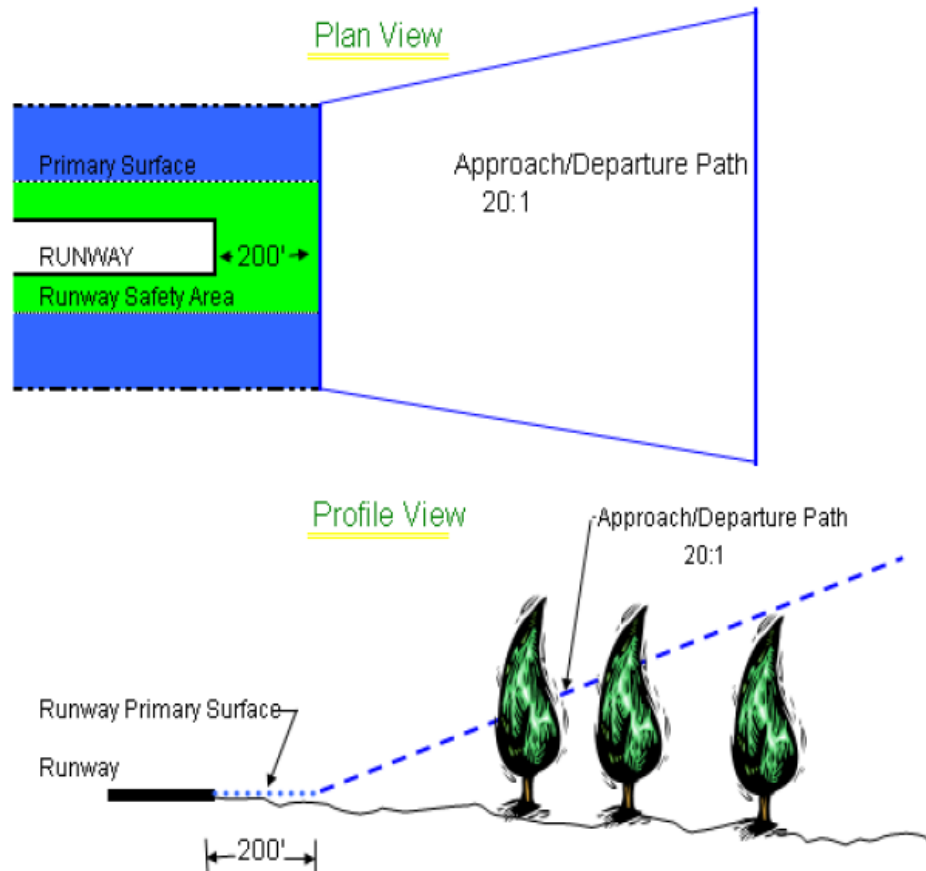 Plan View
Primary Surface
Approach/Departure Path
20:1
RUNWAY
200'
Runway Safety Area
Profile View
Approach/Departure Path
20:1
Runway Primary Surface
Runway
200'